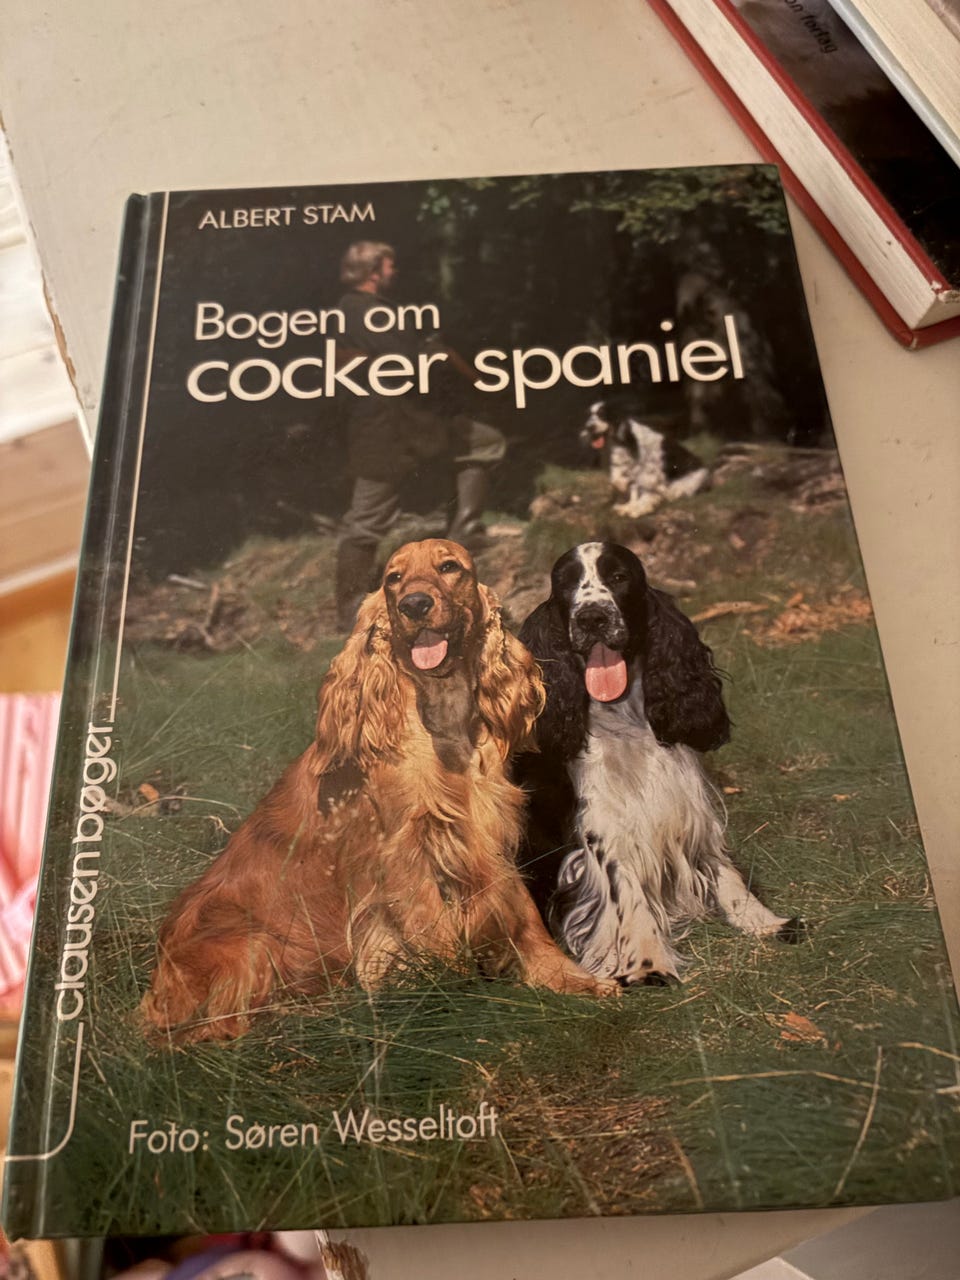 ALBERT STAM
Bogen om
cocker spaniel
clausen bøger
Foto: Søren Wesseltoft